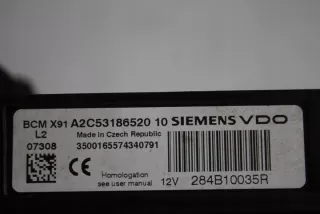 BCM X91 A2C53186520 10 SIEMENS VDO
L2 Made in Czech Republic
07308 3500165574340791
Homologation
see user manual 12V 284B10035R